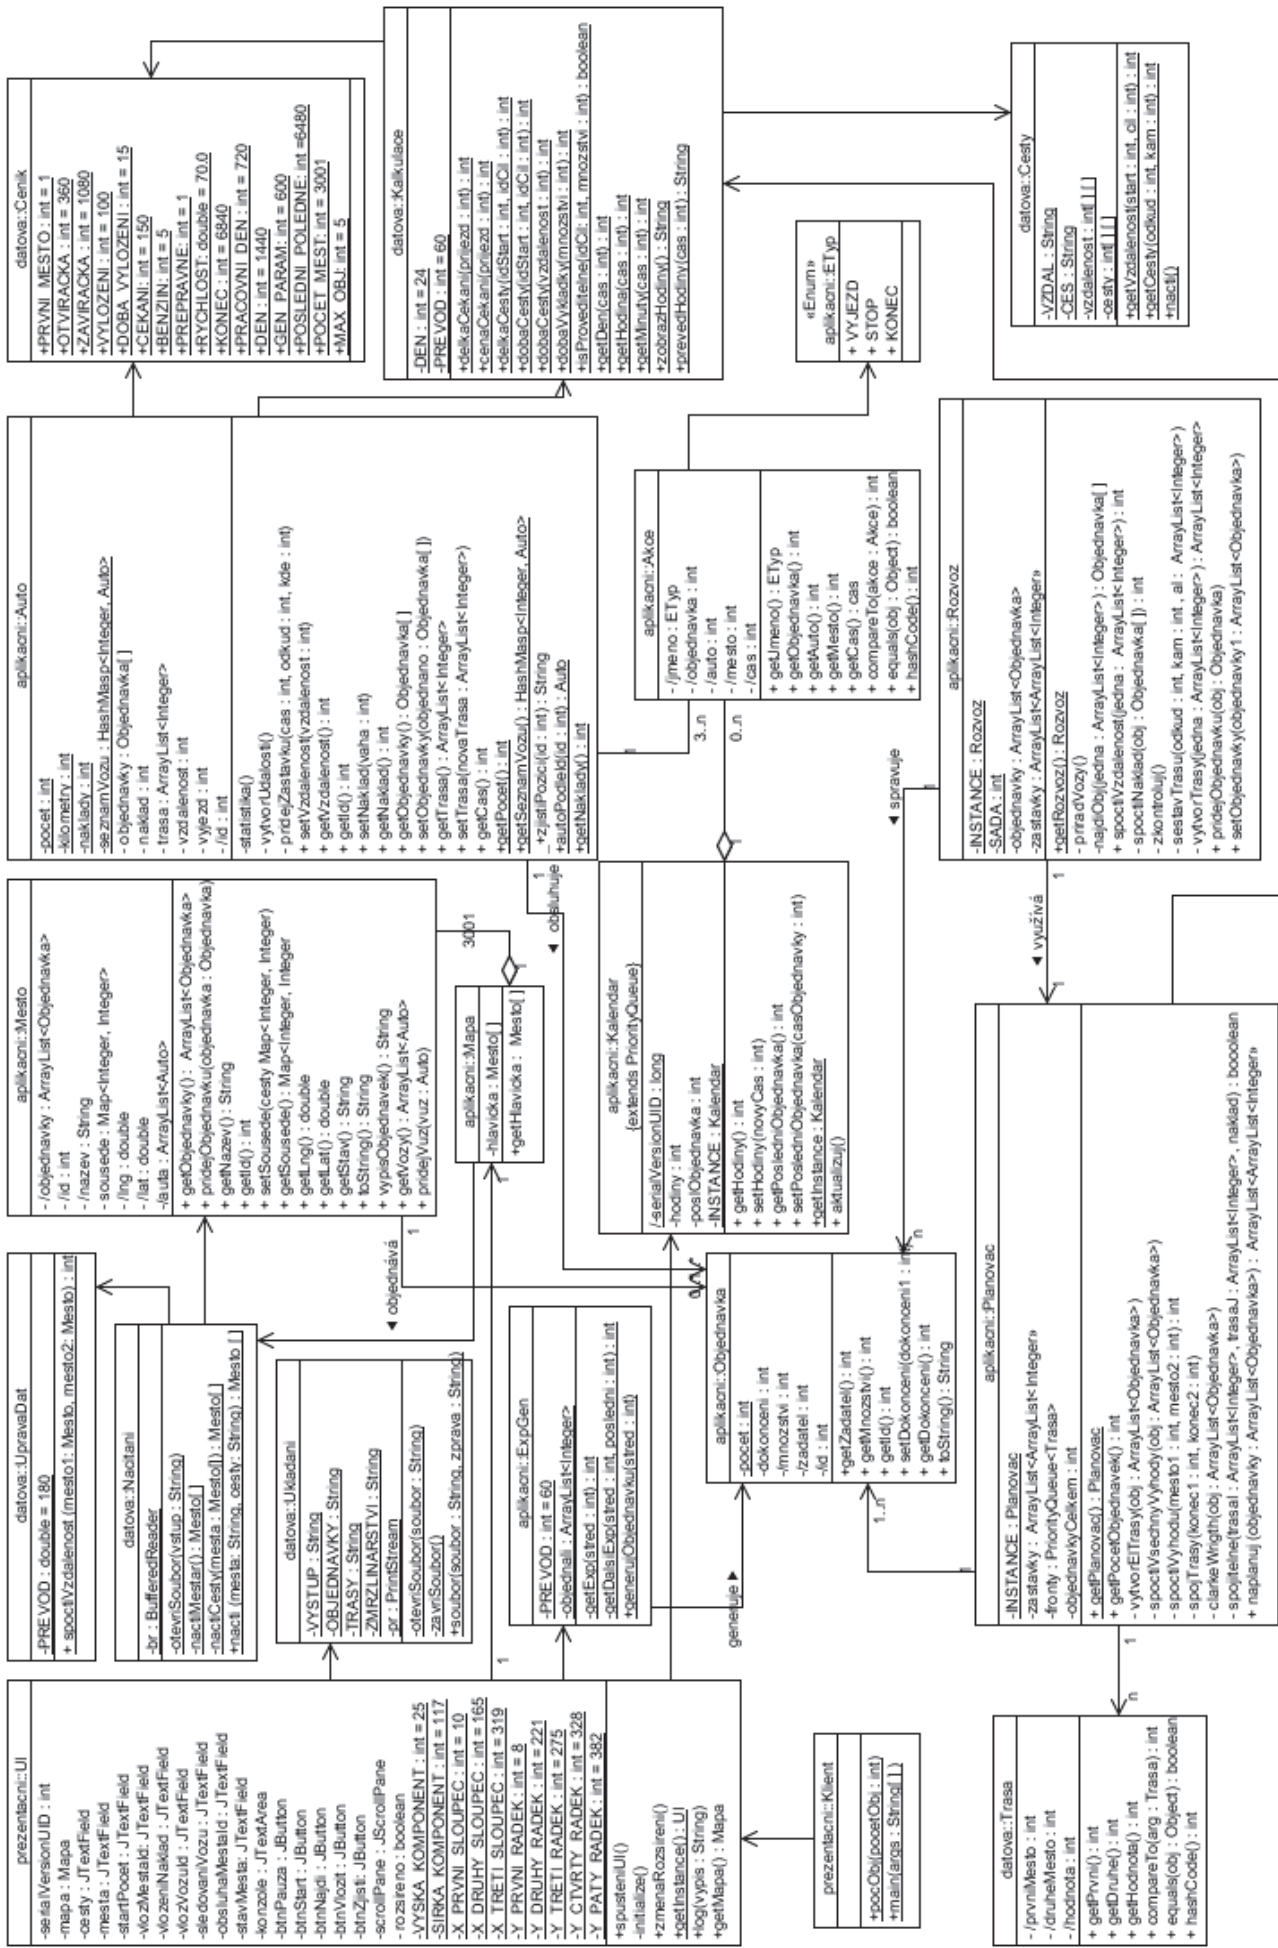 prezentacni::UI
-serialVersionUID : int
-mapa : Mapa
-cesty : JTextField
-mesta : JTextField
-startPocet : JTextField
-vlozMestaId: JTextField
-vlozeniNaklad : JTextField
-vlozVozuId : JTextField
-sledovaniVozu : JTextField
-obsluhaMestaId : JTextField
-stavMesta: JTextField
-konzole : JTextArea
-btnPauza : JButton
-btnStart : JButton
-btnNajdi : JButton
-btnVlozit : JButton
-btnZjisti: JButton
-scrollPane : JScrollPane
- rozsireno : boolean
-VYSKA_KOMPONENT : int = 25
-SIRKA_KOMPONENT : int = 117
-X_PRVNI_SLOUPEC : int = 10
-X_DRUHY_SLOUPEC : int = 165
-X_TRETI_SLOUPEC : int = 319
-Y_PRVNI_RADEK : int = 8
-Y_DRUHY_RADEK : int = 221
-Y_TRETI_RADEK : int = 275
-Y_CTVRTY_RADEK : int = 328
-Y_PATY_RADEK : int = 382
+spusteniUI()
-initialize()
+zmenaRozsireni()
+getInstance() : UI
+log(vypis : String)
+getMapa() : Mapa
prezentacni::Klient
+pocObj(pocetObj : int)
+main(args : String[ ])
datova::Trasa
- /prvniMesto : int
- /druheMesto : int
- /hodnota : int
+ getPrvni() : int
+ getDruhe() : int
+ getHodnota() : int
+ compareTo(arg : Trasa) : int
+ equals(obj : Object) : boolean
+ hashCode() : int
datova::UpravaDat
-PREVOD : double = 180
+ spoctiVzdalenost (mesto1 : Mesto, mesto2: Mesto) : int
datova::Nacitani
-br : BufferedReader
-otevriSoubor(vstup : String)
-nactiMestar() : Mesto[ ]
-nactiCesty(mesta : Mesto[]) : Mesto[ ]
+nacti (mesta: String, cesty: String) : Mesto [ ]
datova::Ukladani
-VYSTUP : String
-OBJEDNAVKY : String
-TRASY : String
-ZMRZLINARSTVI : String
-pr : PrintStream
-otevriSoubor(soubor : String)
-zavriSoubor()
+soubor(soubor : String, zprava : String)
aplikacni::ExpGen
-PREVOD : int = 60
-objednali : ArrayList<Integer>
-getExp(stred : int) : int
-getDalsiExp(stred : int, posledni : int) : int
+generujObjednavku(stred : int)
generuje ►
aplikacni::Objednavka
-pocet : int
-dokonceni : int
-/mnozstvi : int
-/zadatel : int
-/id : int
+getZadatel() : int
+ getMnozstvi() : int
+ getId() : int
+ setDokonceni(dokonceni1 : int)
+ getDokonceni() : int
+ toString() : String
aplikacni::Planovac
-INSTANCE : Planovac
-zastavky : ArrayList<ArrayList<Integer»
-fronty : PriorityQueue<Trasa>
-objednavkyCelkem : int
+ getPlanovac() : Planovac
+ getPocetObjednavek() : int
- vytvorElTrasy(obj : ArrayList<Objednavka>)
- spoctiVsechnyVyhody(obj : ArrayList<Objednavka>)
- spoctiVyhodu(mesto1 : int, mesto2 : int) : int
- spojTrasy(konec1 : int, konec2 : int)
- clarkeWrigth(obj : ArrayList<Objednavka>)
- spojitelne(trasaI : ArrayList<Integer>, trasaJ : ArrayList<Integer>, naklad) : booolean
+ naplanuj (objednavky : ArrayList<Objednavka>) : ArrayList<ArrayList<Integer»
1
n
1..n
1
aplikacni::Mesto
- /objednavky : ArrayList<Objednavka>
- /id : int
- /nazev : String
- sousede : Map<Integer, Integer>
- /lng : double
- /lat : double
-/auta : ArrayList<Auto>
+ getObjednavky() : ArrayList<Objednavka>
+ pridejObjednavku(objednavka : Objednavka)
+ getNazev() : String
+ getId() : int
+ setSousede(cesty Map<Integer, Integer)
+ getSousede() : Map<Integer, Integer
+ getLng() : double
+ getLat() : double
+ getStav() : String
+ toString() : String
+ vypisObjednavek() : String
+ getVozy() : ArrayList<Auto>
+ pridejVuz(vuz : Auto)
◄ objednává
1
aplikacni::Mapa
-hlavicka : Mesto[ ]
+getHlavicka : Mesto[ ]
3001
1
1
1
aplikacni::Kalendar
{extends PriorityQueue}
/-serialVersionUID : long
-hodiny : int
-poslObjednavka : int
-INSTANCE : Kalendar
+ getHodiny() : int
+ setHodiny(novyCas : int)
+ getPosledniObjednavka() : int
+ setPosledniObjednavka(casObjednavky : int)
+getInstance : Kalendar
+ aktualizuj()
n
aplikacni::Auto
-pocet : int
-kilometry : int
-naklady : int
-seznamVozu : HashMasp<Integer, Auto>
- objednavky : Objednavka[ ]
- naklad : int
- trasa : ArrayList<Integer>
- vzdalenost : int
- vyjezd : int
- /id : int
-statistika()
- vytvorUdalosti()
- pridejZastavku(cas : int, odkud : int, kde : int)
+ setVzdalenost(vzdalenost : int)
+ getVzdalenost() : int
+ getId() : int
+ setNaklad(vaha : int)
+ getNaklad() : int
+ getObjednavky() : Objednavka[ ]
+ setObjednavky(objednano : Objednavka[ ])
+ getTrasa() : ArrayList<Integer>
+ setTrasa(novaTrasa : ArrayList<Integer>)
+ getCas() : int
+getPocet() : int
+getSeznamVozu() : HashMasp<Integer, Auto>
+zjistiPozici(id : int) : String
+autoPodleId(id : int) : Auto
+getNaklady() : int
1
◄ obsluhuje
1
3..n
0..n
1
aplikacni::Akce
- /jmeno : ETyp
- /objednavka : int
- /auto : int
- /mesto : int
- /cas : int
+ getJmeno() : ETyp
+ getObjednavka() : int
+ getAuto() : int
+ getMesto() : int
+ getCas() : cas
+ compareTo(akce : Akce) : int
+ equals(obj : Object) : boolean
+ hashCode() : int
◄ spravuje
1
aplikacni::Rozvoz
-INSTANCE : Rozvoz
-SADA : int
-objednavky : ArrayList<Objednavka>
-zastavky : ArrayList<ArrayList<Integer»
+getRozvoz() : Rozvoz
- priradVozy()
-najdiObj(jedna : ArrayList<Integer>) : Objednavka[ ]
+ spoctiVzdalenost(jedna : ArrayList<Integer>) : int
- spoctiNaklad(obj : Objednavka[ ]) : int
- zkontroluj()
- sestavTrasu(odkud : int, kam : int , al : ArrayList<Integer>)
- vytvorTrasy(jedna : ArrayList<Integer>) : ArrayList<Integer>
+ pridejObjednavku(obj : Objednavka)
+ setObjednavky(objednavky1 : ArrayList<Objednavka>)
◄ využívá
1
1
datova::Cenik
+PRVNI_MESTO : int = 1
+OTVIRACKA : int = 360
+ZAVIRACKA : int = 1080
+VYLOZENI : int = 100
+DOBA_VYLOZENI : int = 15
+CEKANI : int = 150
+BENZIIN : int = 5
+PREPRAVNE: int = 1
+RYCHLOST: double = 70.0
+KONEC : int = 6840
+PRACOVNI_DEN : int = 720
+DEN : int = 1440
+GEN_PARAM: int = 600
+POSLEDNI_POLEDNE: int =6480
+POCET_MEST: int = 3001
+MAX_OBJ: int = 5
datova::Kalkulace
-DEN : int = 24
-PREVOD : int = 60
+delkaCekani(prijezd : int) : int
+cenaCekani(prijezd : int) : int
+delkaCesty(idStart : int, idCil : int) : int
+dobaCesty(idStart : int, idCil : int) : int
+dobaCesty(vzdalenost : int) : int
+dobaVykladky(mnozstvi : int) : int
+isProveditelne(idCil : int, mnozstvi : int) : boolean
+getDen(cas : int) : int
+getHodina(cas : int) : int
+getMinuty(cas : int) : int
+zobrazHodiny() : String
+prevedHodiny(cas : int) : String
«Enum»
aplikacni::ETyp
+ VYJEZD
+ STOP
+ KONEC
datova::Cesty
-VZDAL : String
-CES : String
-vzdalenost : int[ ] [ ]
-cesty : int[ ] [ ]
+getVzdalenost(start : int, cil : int) : int
+getCesty(odkud : int, kam : int) : int
+nacti()